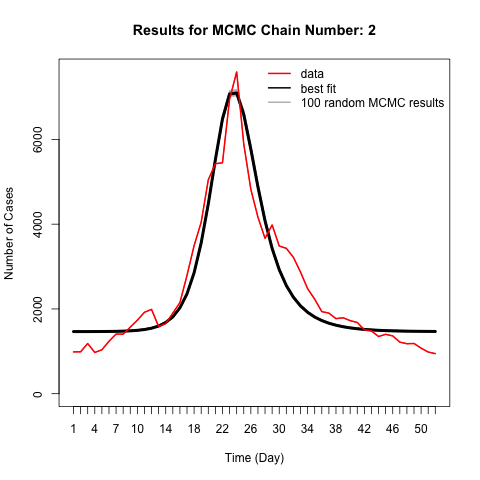 Results for MCMC Chain Number: 2
data
best fit
100 random MCMC results
Number of Cases
6000
4000
2000
0
1 4 7 10 14 18 22 26 30 34 38 42 46 50
Time (Day)